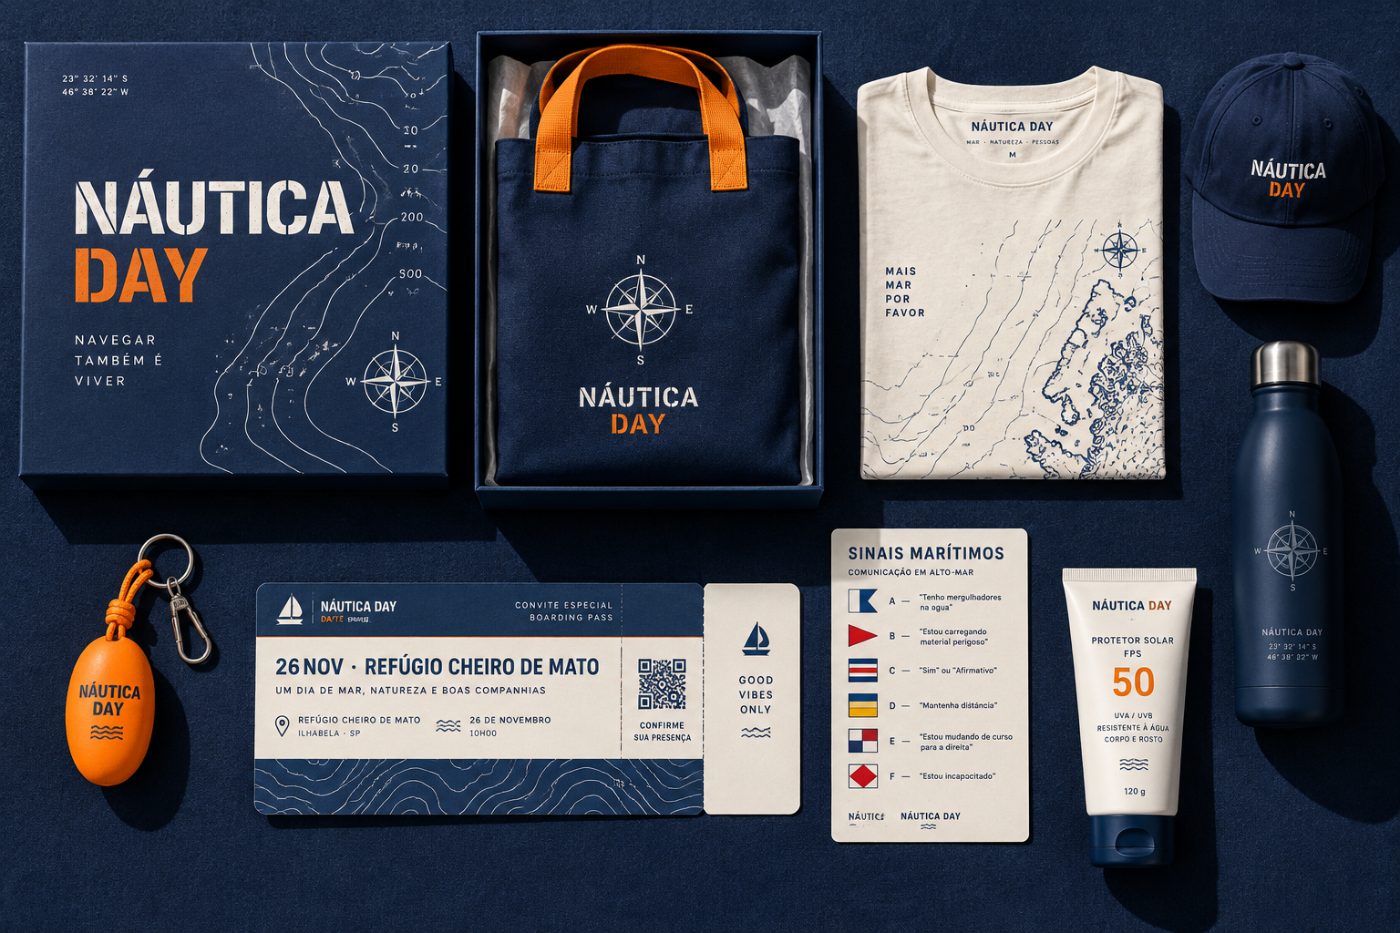 23° 32' 14" S
46° 38' 22" W
NÁUTICA
DAY
NAVEGAR
TAMBÉM É
VIVER
10
20
200
500
N
W E
S
N
W E
S
NÁUTICA
DAY
NÁUTICA DAY
MAR · NATUREZA · PESSOAS
M
MAIS
MAR
POR
FAVOR
NÁUTICA
DAY
NÁUTICA
DAY
NÁUTICA DAY
CONVITE ESPECIAL
BOARDING PASS
26 NOV · REFÚGIO CHEIRO DE MATO
UM DIA DE MAR, NATUREZA E BOAS COMPANHIAS
REFÚGIO CHEIRO DE MATO
ILHABELA · SP
26 DE NOVEMBRO
10H00
CONFIRME
SUA PRESENÇA
GOOD
VIBES
ONLY
SINAIS MARÍTIMOS
COMUNICAÇÃO EM ALTO-MAR
A — "Tenho mergulhadores
na agua"
B — "Estou carregando
material perigoso"
C — "Sim" ou "Afirmativo"
D — "Mantenha distância"
E — "Estou mudando de curso
para a direita"
F — "Estou incapacitado"
NÁUTICA DAY
NÁUTICA DAY
PROTETOR SOLAR
FPS
50
UVA / UVB
RESISTENTE À ÁGUA
CORPO E ROSTO
120 g
N
W E
S
NÁUTICA DAY
23° 32' 14" S
46° 38' 22" W